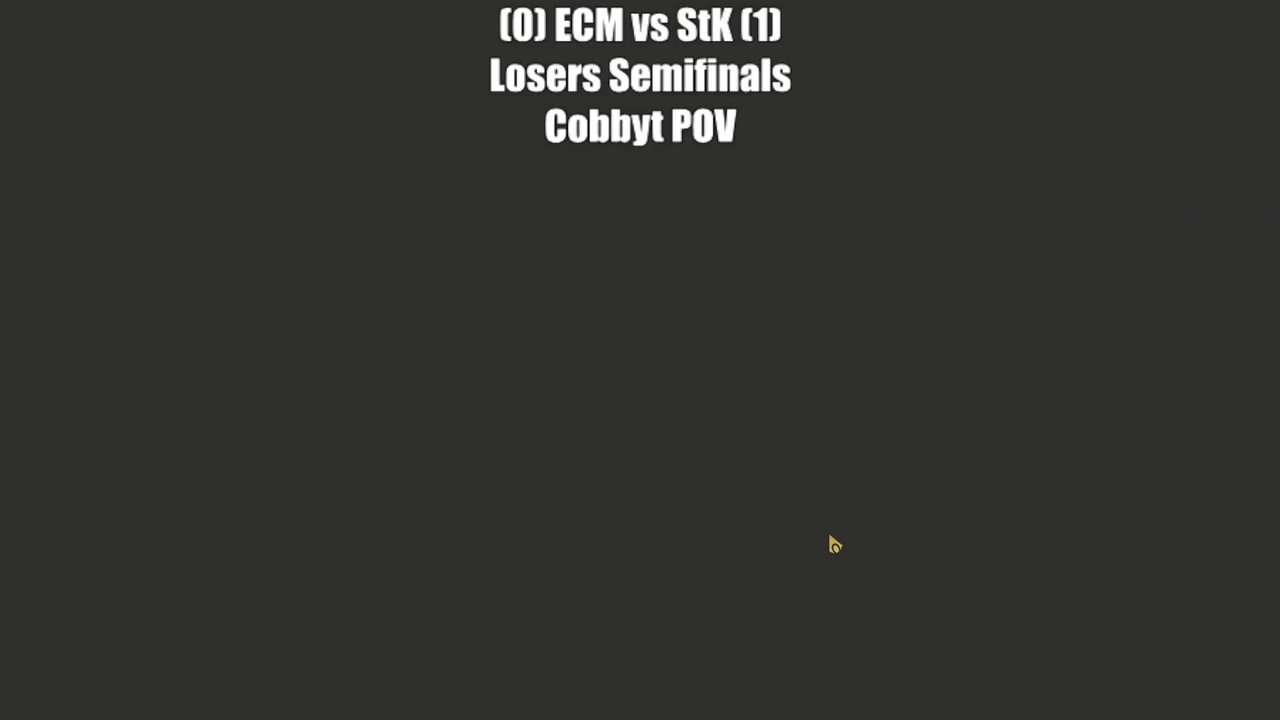 (0) ECM vs StK (1)
Losers Semifinals
Cobbyt POV